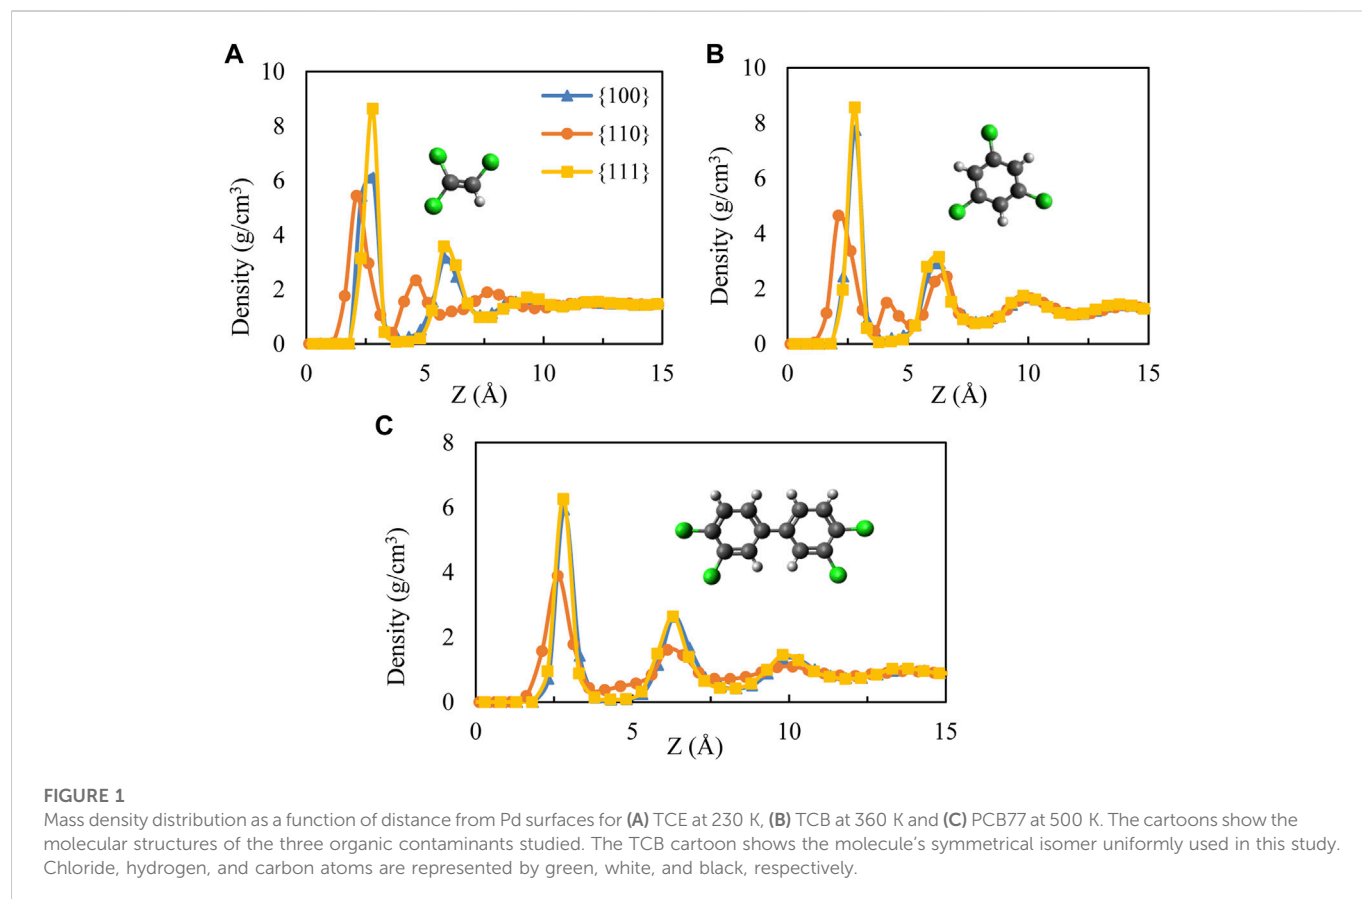 A
10
8
6
4
2
0
0
5
10
15
Density (g/cm³)
Z (Å)
{100}
{110}
{111}
B
10
8
6
4
2
0
0
5
10
15
Density (g/cm³)
Z (Å)
C
8
6
4
2
0
0
5
10
15
Density (g/cm³)
Z (Å)
FIGURE 1
Mass density distribution as a function of distance from Pd surfaces for (A) TCE at 230 K, (B) TCB at 360 K and (C) PCB77 at 500 K. The cartoons show the
molecular structures of the three organic contaminants studied. The TCB cartoon shows the molecule’s symmetrical isomer uniformly used in this study.
Chloride, hydrogen, and carbon atoms are represented by green, white, and black, respectively.